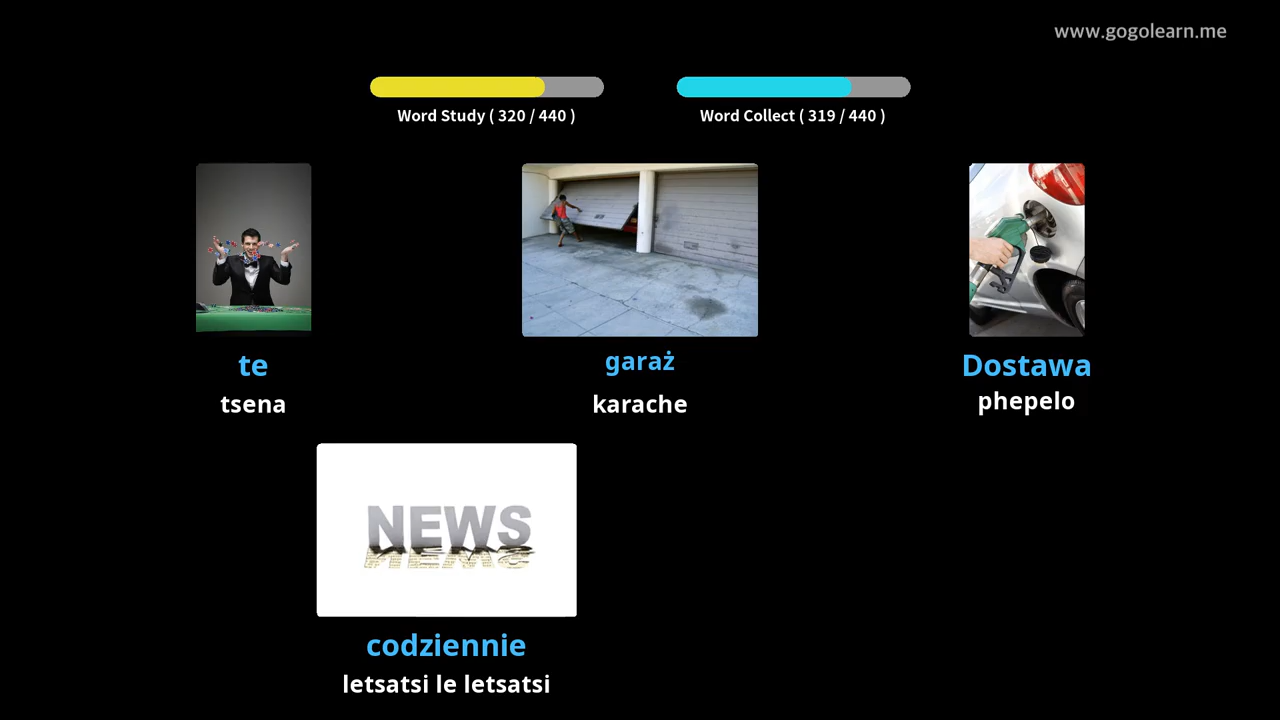 www.gogolearn.me
Word Study ( 320 / 440 )
Word Collect ( 319 / 440 )
te
tsena
garaż
karache
Dostawa
phepelo
NEWS
codziennie
letsatsi le letsatsi